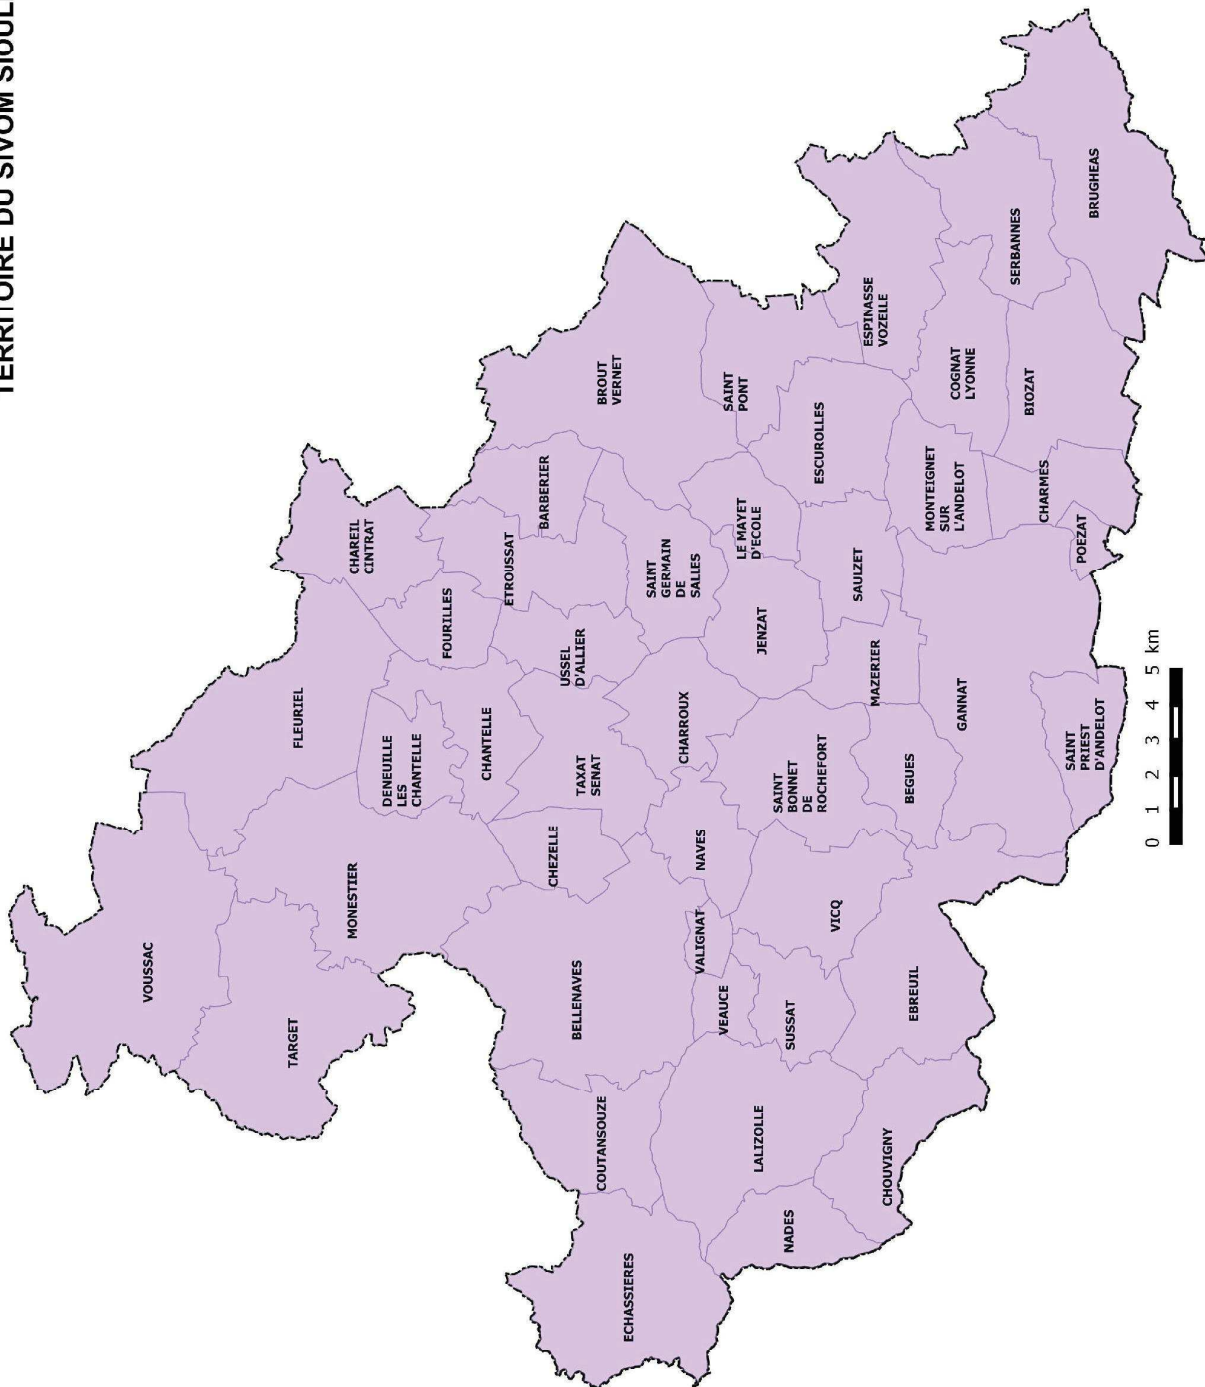 TERRITOIRE DU SIVOM SIOUL
VOUSSAC
TARGET
FLEURIEL
MONESTIER
CHAREIL
CINTRAT
DENEUILLE
LES
CHANTELLE
FOURILLES
CHANTELLE
ETROUSSAT
BARBERIER
CHEZELLE
USSEL
D'ALLIER
BELLENAVES
TAXAT
SENAT
COUTANSOUZE
BROUT
VERNET
ECHASSIERES
SAINT
GERMAIN
DE
SALLES
CHARROUX
NAVES
VALIGNAT
VEAUCE
SAINT
PONT
LE MAYET
D'ECOLE
LALIZOLLE
JENZAT
NADES
SUSSAT
SAINT
BONNET
DE
ROCHEFORT
ESCUROLLES
VICQ
SAULZET
ESPINASSE
VOZELLE
MAZERIER
CHOUVIGNY
EBREUIL
BEGUES
MONTEIGNET
SUR
L'ANDELOT
COGNAT
LYONNE
GANNAT
SERBANNES
BIOZAT
CHARMES
POEZAT
BRUGHEAS
SAINT
PRIEST
D'ANDELOT
0 1 2 3 4 5 km